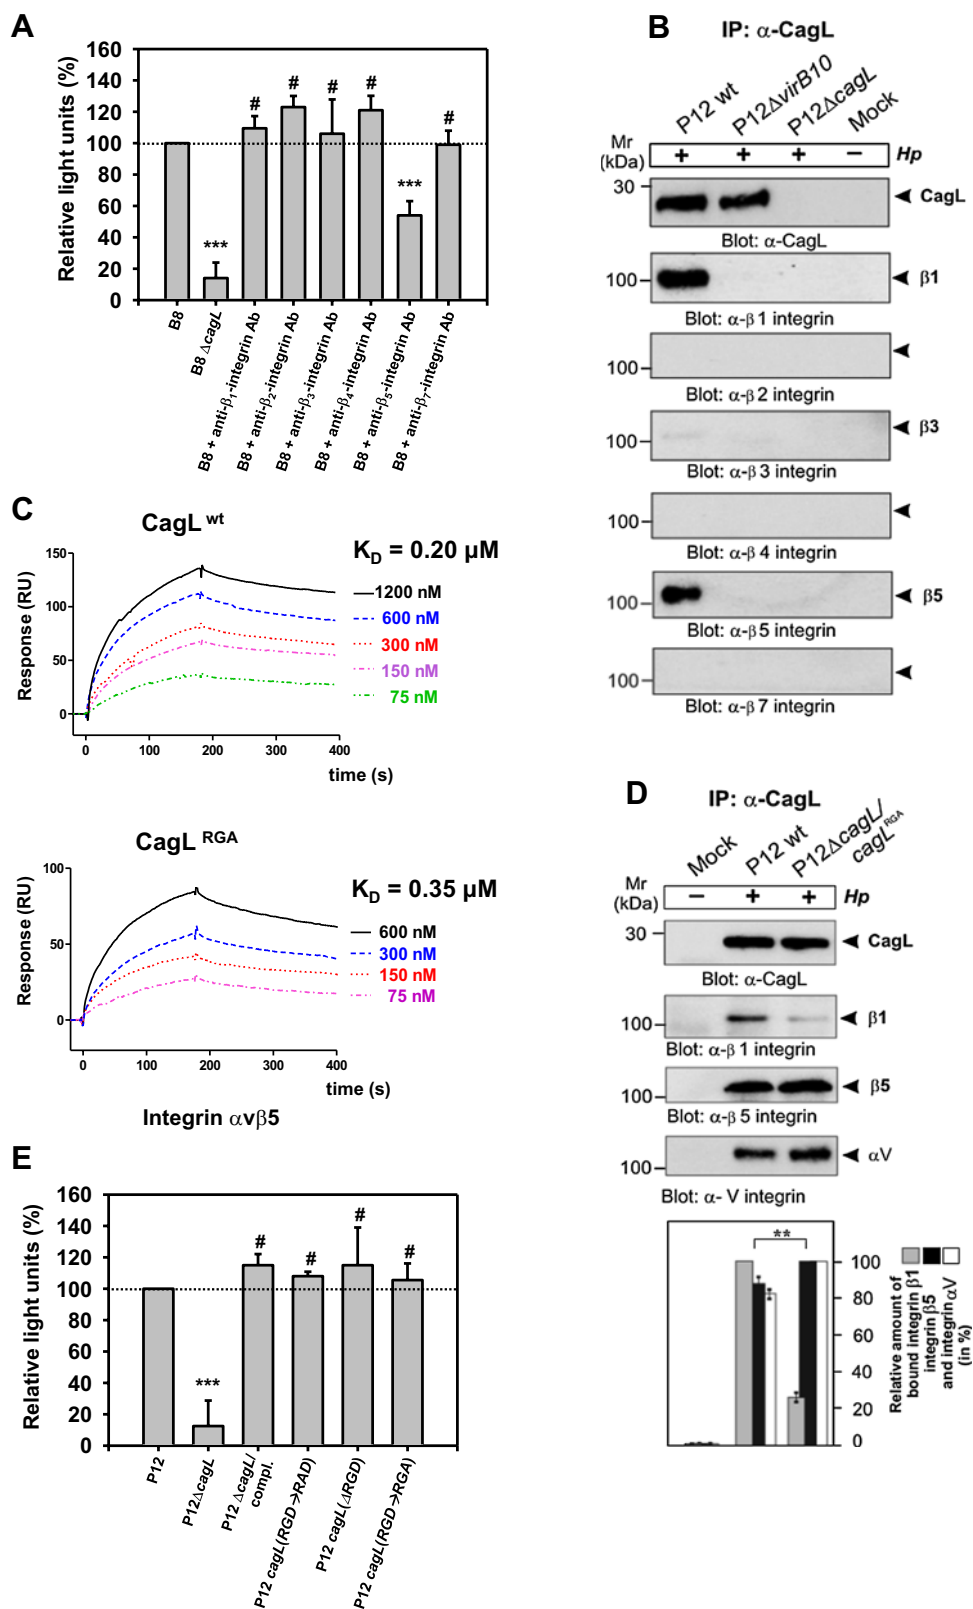 A
Relative light units (%)
160
140
120
100
80
60
40
20
0
#
#
#
#
#
***
***
B8
B8 ΔcagL
B8 + anti-β1-integrin Ab
B8 + anti-β2-integrin Ab
B8 + anti-β3-integrin Ab
B8 + anti-β4-integrin Ab
B8 + anti-β5-integrin Ab
B8 + anti-β7-integrin Ab
B
IP: α-CagL
P12 wt
P12ΔvirB10
P12ΔcagL
Mock
Mr
(kDa)
+ + + − Hp
30
CagL
Blot: α-CagL
100
β1
Blot: α-β1 integrin
100
Blot: α-β2 integrin
100
β3
Blot: α-β3 integrin
100
Blot: α-β4 integrin
100
β5
Blot: α-β5 integrin
100
Blot: α-β7 integrin
C
CagL wt
KD = 0.20 µM
Response (RU)
150
100
50
0
1200 nM
600 nM
300 nM
150 nM
75 nM
0 100 200 300 400
time (s)
CagL RGA
KD = 0.35 µM
Response (RU)
100
50
0
600 nM
300 nM
150 nM
75 nM
0 100 200 300 400
time (s)
Integrin αvβ5
D
IP: α-CagL
Mock
P12 wt
P12ΔcagL/
cagL RGA
Mr
(kDa)
− + + Hp
30
CagL
Blot: α-CagL
100
β1
Blot: α-β1 integrin
100
β5
Blot: α-β5 integrin
100
αV
Blot: α- V integrin
**
100
80
60
40
20
0
Relative amount of
bound integrin β1
integrin β5
and integrin αV
(in %)
E
Relative light units (%)
160
140
120
100
80
60
40
20
0
***
#
#
#
#
P12
P12ΔcagL
P12 ΔcagL/
compl.
P12 cagL(RGD→RAD)
P12 cagL(ΔRGD)
P12 cagL(RGD→RGA)